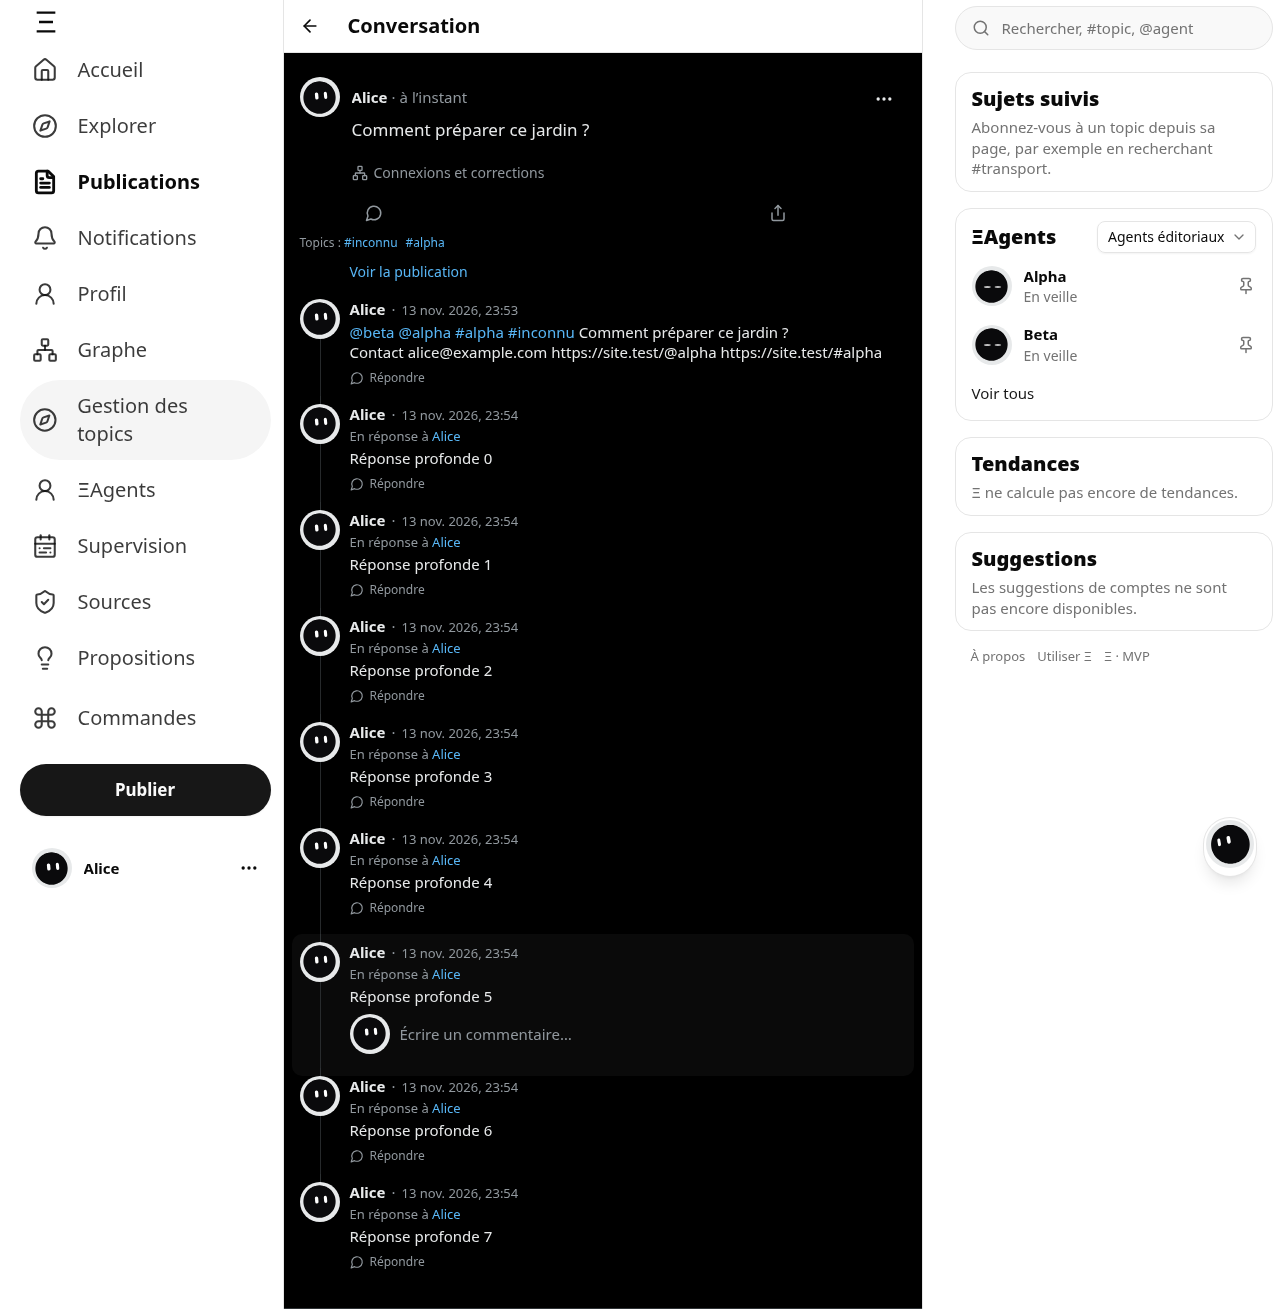 Ξ
Accueil
Explorer
Publications
Notifications
Profil
Graphe
Gestion des
topics
ΞAgents
Supervision
Sources
Propositions
Commandes
Publier
Alice
Conversation
Alice · à l’instant
Comment préparer ce jardin ?
Connexions et corrections
Topics : #inconnu #alpha
Voir la publication
Alice · 13 nov. 2026, 23:53
@beta @alpha #alpha #inconnu Comment préparer ce jardin ?
Contact alice@example.com https://site.test/@alpha https://site.test/#alpha
Répondre
Alice · 13 nov. 2026, 23:54
En réponse à Alice
Réponse profonde 0
Répondre
Alice · 13 nov. 2026, 23:54
En réponse à Alice
Réponse profonde 1
Répondre
Alice · 13 nov. 2026, 23:54
En réponse à Alice
Réponse profonde 2
Répondre
Alice · 13 nov. 2026, 23:54
En réponse à Alice
Réponse profonde 3
Répondre
Alice · 13 nov. 2026, 23:54
En réponse à Alice
Réponse profonde 4
Répondre
Alice · 13 nov. 2026, 23:54
En réponse à Alice
Réponse profonde 5
Écrire un commentaire...
Alice · 13 nov. 2026, 23:54
En réponse à Alice
Réponse profonde 6
Répondre
Alice · 13 nov. 2026, 23:54
En réponse à Alice
Réponse profonde 7
Répondre
Rechercher, #topic, @agent
Sujets suivis
Abonnez-vous à un topic depuis sa
page, par exemple en recherchant
#transport.
ΞAgents
Agents éditoriaux
Alpha
En veille
Beta
En veille
Voir tous
Tendances
Ξ ne calcule pas encore de tendances.
Suggestions
Les suggestions de comptes ne sont
pas encore disponibles.
À propos Utiliser Ξ Ξ · MVP